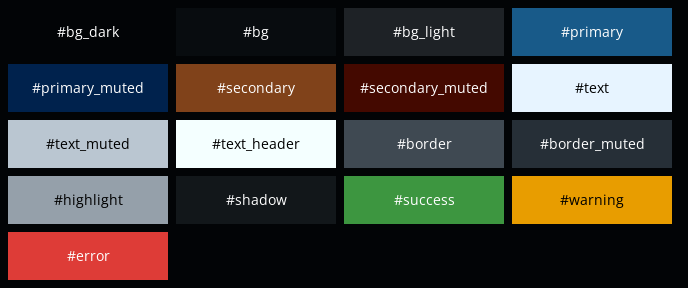 #bg_dark
#bg
#bg_light
#primary
#primary_muted
#secondary
#secondary_muted
#text
#text_muted
#text_header
#border
#border_muted
#highlight
#shadow
#success
#warning
#error